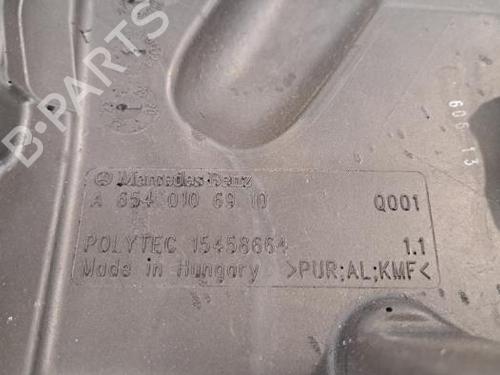 Mercedes-Benz
A 654 010 69 10 Q001
POLYTEC 15458664 1.1
Made in Hungary >PUR;AL;KMF<
B-PARTS